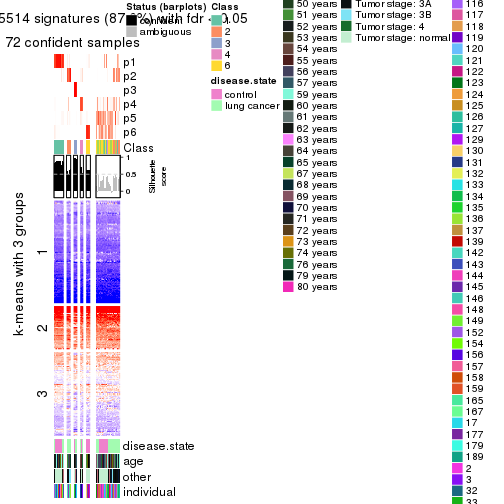 5514 signatures (87. %) with fdr < 0.05
72 confident samples
p1
p2
p3
p4
p5
p6
Class
1
0.5
0
Silhouette
score
k-means with 3 groups
1
2
3
disease.state
age
other
individual
Status (barplots)
confident
ambiguous
Class
1
2
3
4
6
disease.state
control
lung cancer
50 years
51 years
52 years
53 years
54 years
55 years
56 years
57 years
59 years
60 years
61 years
62 years
63 years
64 years
65 years
67 years
68 years
69 years
70 years
71 years
72 years
73 years
74 years
76 years
79 years
80 years
Tumor stage: 3A
Tumor stage: 3B
Tumor stage: 4
Tumor stage: normal
116
117
118
119
120
121
122
123
124
125
126
127
129
130
131
132
133
134
135
136
137
139
142
143
144
145
146
148
149
152
154
156
157
158
159
165
167
17
177
179
189
2
3
32
33